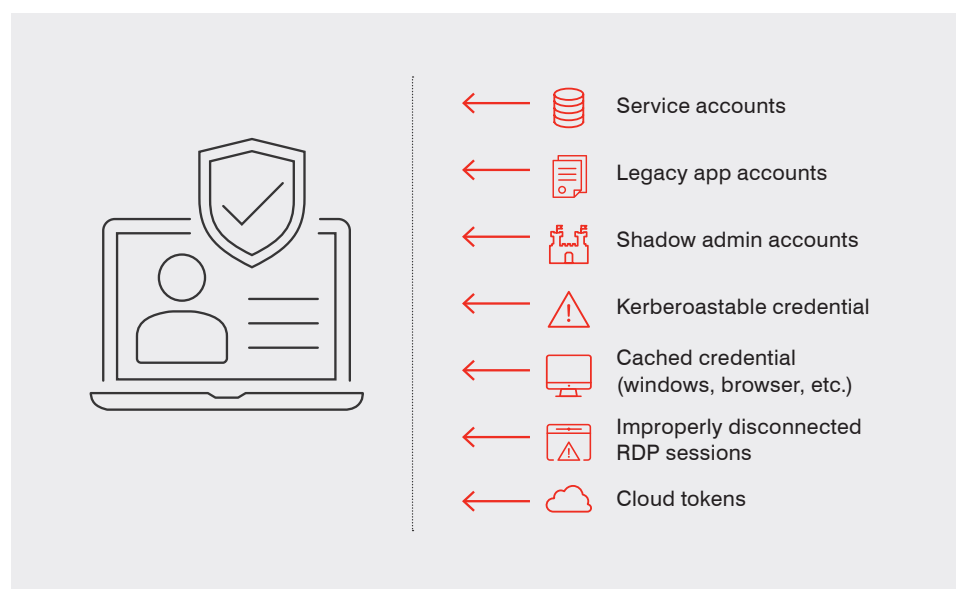 Service accounts
Legacy app accounts
Shadow admin accounts
Kerberoastable credential
Cached credential
(windows, browser, etc.)
Improperly disconnected
RDP sessions
Cloud tokens